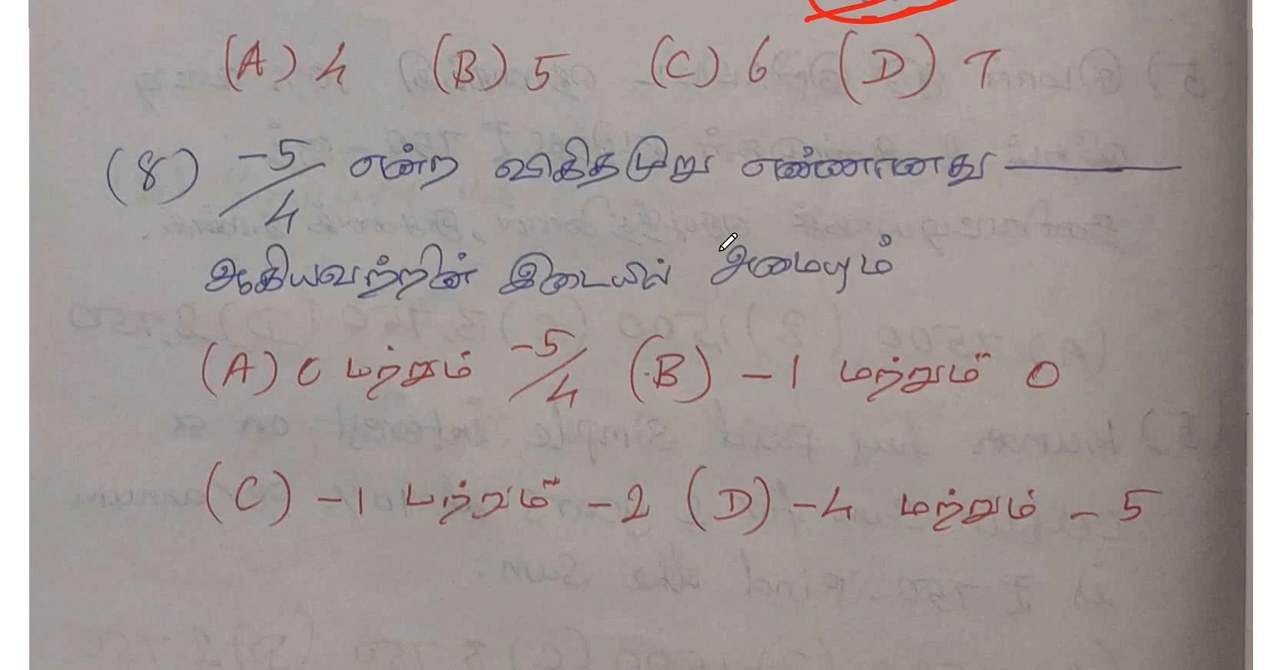 (A) 4 (B) 5 (C) 6 (D) 7
(8) -5/4 என்ற விகிதமுறு எண்ணானது ———
ஆகியவற்றின் இடையில் அமையும்
(A) 0 மற்றும் -5/4 (B) -1 மற்றும் 0
(C) -1 மற்றும் -2 (D) -4 மற்றும் -5